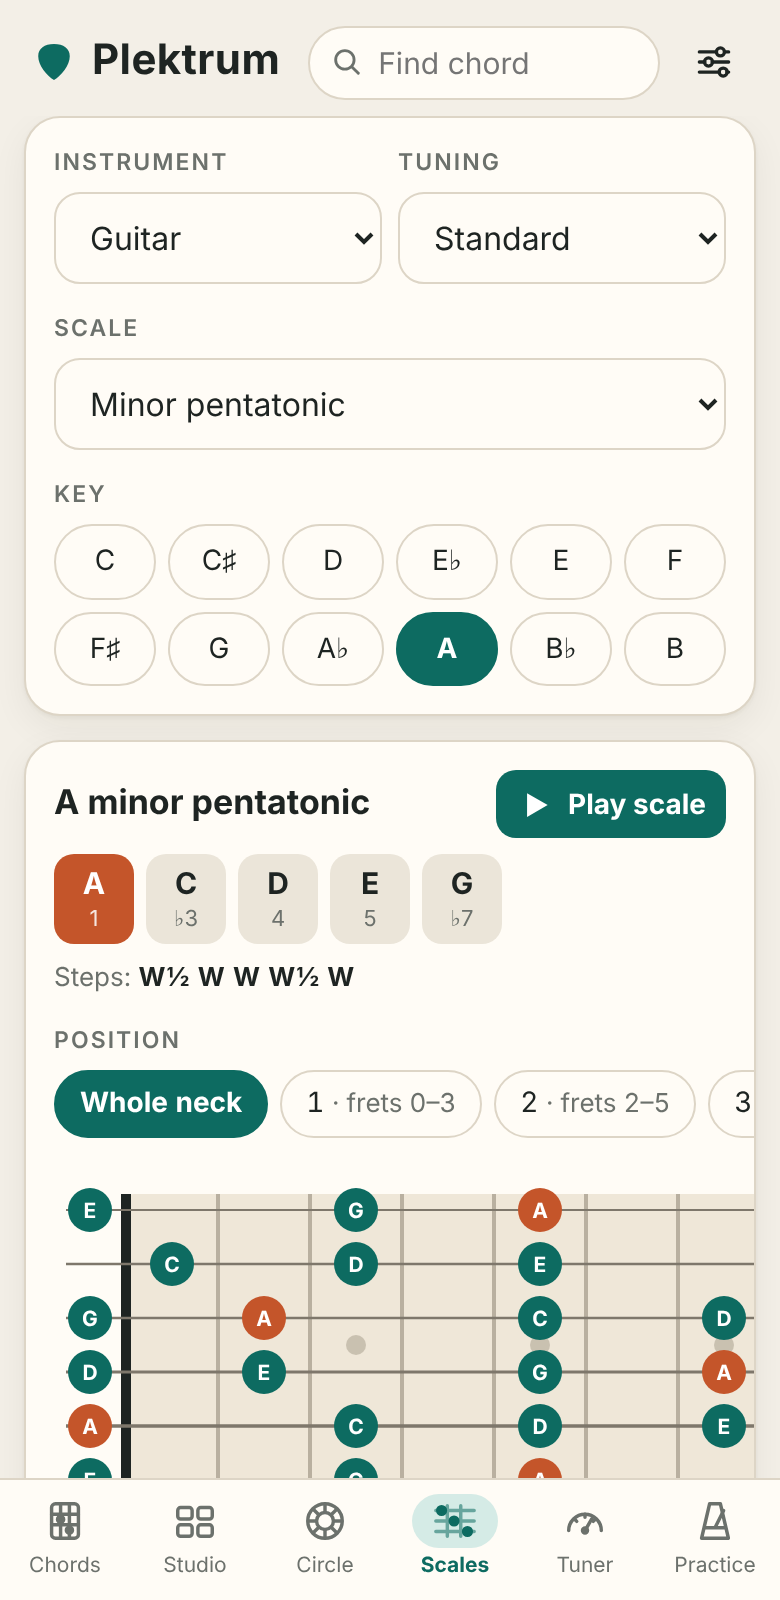 Plektrum
Find chord
INSTRUMENT TUNING
Guitar Standard
SCALE
Minor pentatonic
KEY
C C♯ D E♭ E F
F♯ G A♭ A B♭ B
A minor pentatonic
Play scale
A C D E G
1 ♭3 4 5 ♭7
Steps: W½ W W W½ W
POSITION
Whole neck 1 · frets 0–3 2 · frets 2–5 3
E G A
C D E
G A C D
D E G A
A C D E
Chords Studio Circle Scales Tuner Practice